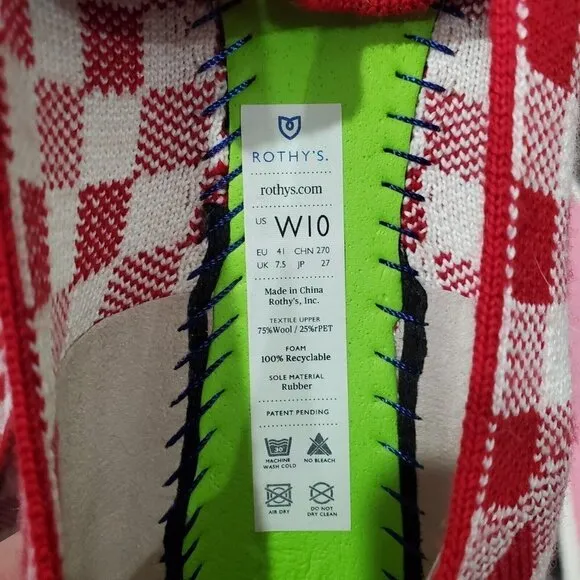 ROTHY'S.
rothys.com
US W10
EU 41 CHN 270
UK 7.5 JP 27
Made in China
Rothy's, Inc.
TEXTILE UPPER
75%Wool / 25%rPET
FOAM
100% Recyclable
SOLE MATERIAL
Rubber
PATENT PENDING
30
MACHINE WASH COLD
NO BLEACH
AIR DRY
DO NOT DRY CLEAN